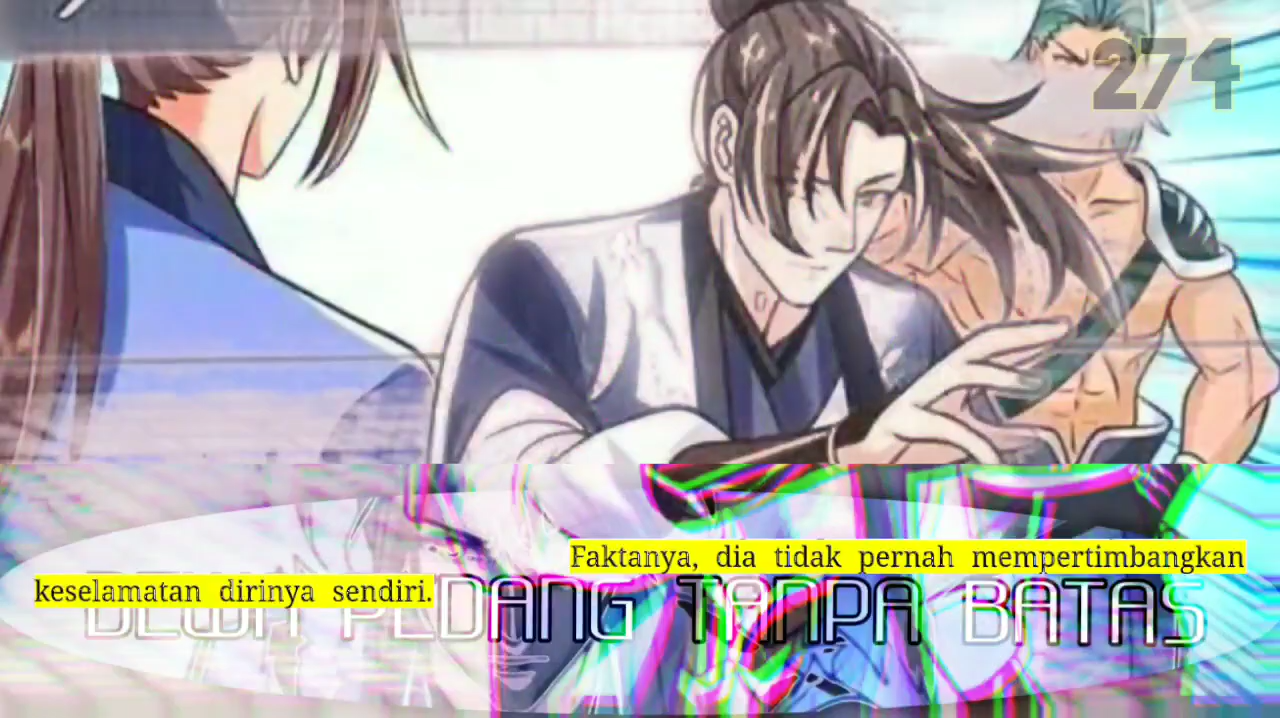 274
Faktanya, dia tidak pernah mempertimbangkan
keselamatan dirinya sendiri.
DEWA PEDANG TANPA BATAS